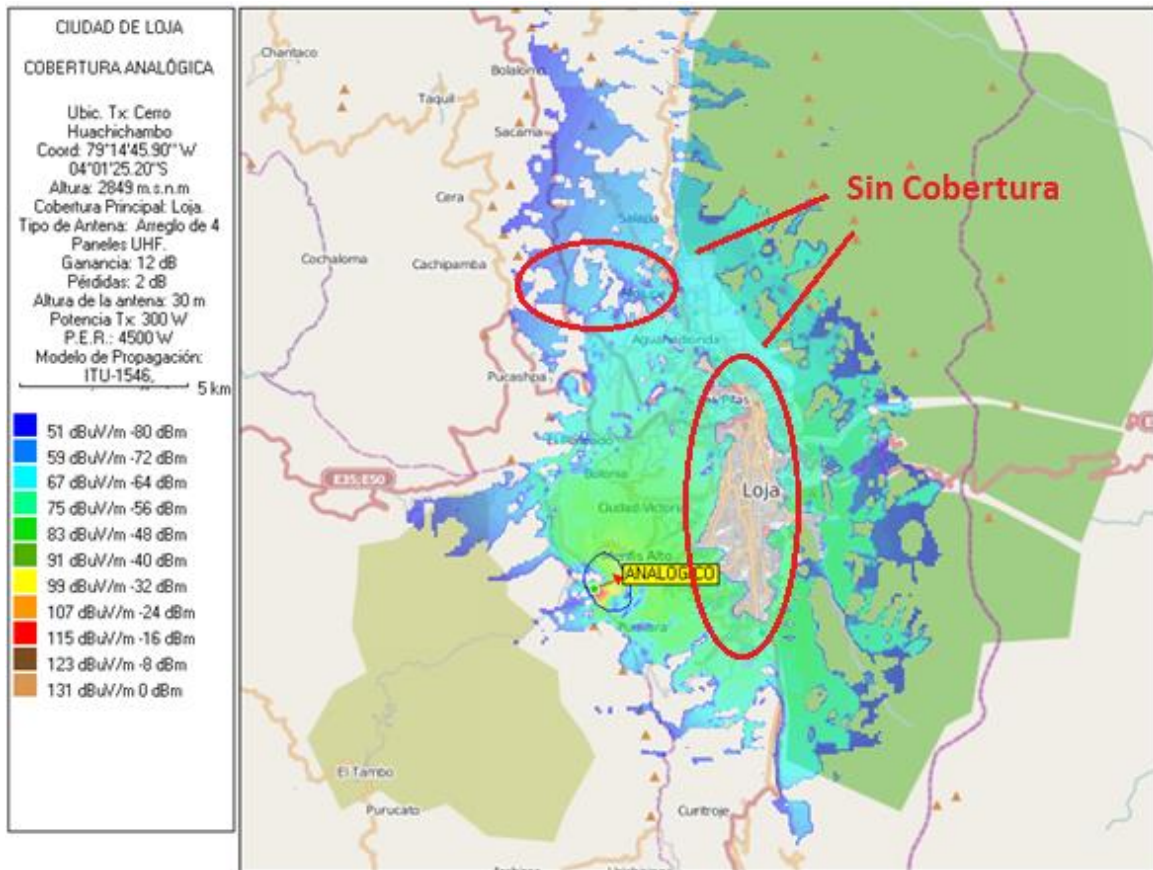 CIUDAD DE LOJA
COBERTURA ANALÓGICA
Ubic. Tx: Cerro
Huachichambo
Coord: 79°14'45.90'' W
04°01'25.20''S
Altura: 2849 m.s.n.m
Cobertura Principal: Loja.
Tipo de Antena: Arreglo de 4
Paneles UHF.
Ganancia: 12 dB
Pérdidas: 2 dB
Altura de la antena: 30 m
Potencia Tx: 300 W
P.E.R.: 4500 W
Modelo de Propagación:
ITU-1546,
5 km
51 dBuV/m -80 dBm
59 dBuV/m -72 dBm
67 dBuV/m -64 dBm
75 dBuV/m -56 dBm
83 dBuV/m -48 dBm
91 dBuV/m -40 dBm
99 dBuV/m -32 dBm
107 dBuV/m -24 dBm
115 dBuV/m -16 dBm
123 dBuV/m -8 dBm
131 dBuV/m 0 dBm
Chantaco
Bolalomo
Taquil
Sacama
Sin Cobertura
Cera
Salapa
Cochaloma
Cachipamba
Pucashpa
E35;E50
Loja
Ciudad Victoria
Menfis Alto
ANALOGICO
El Tambo
Purucato
Curitroje